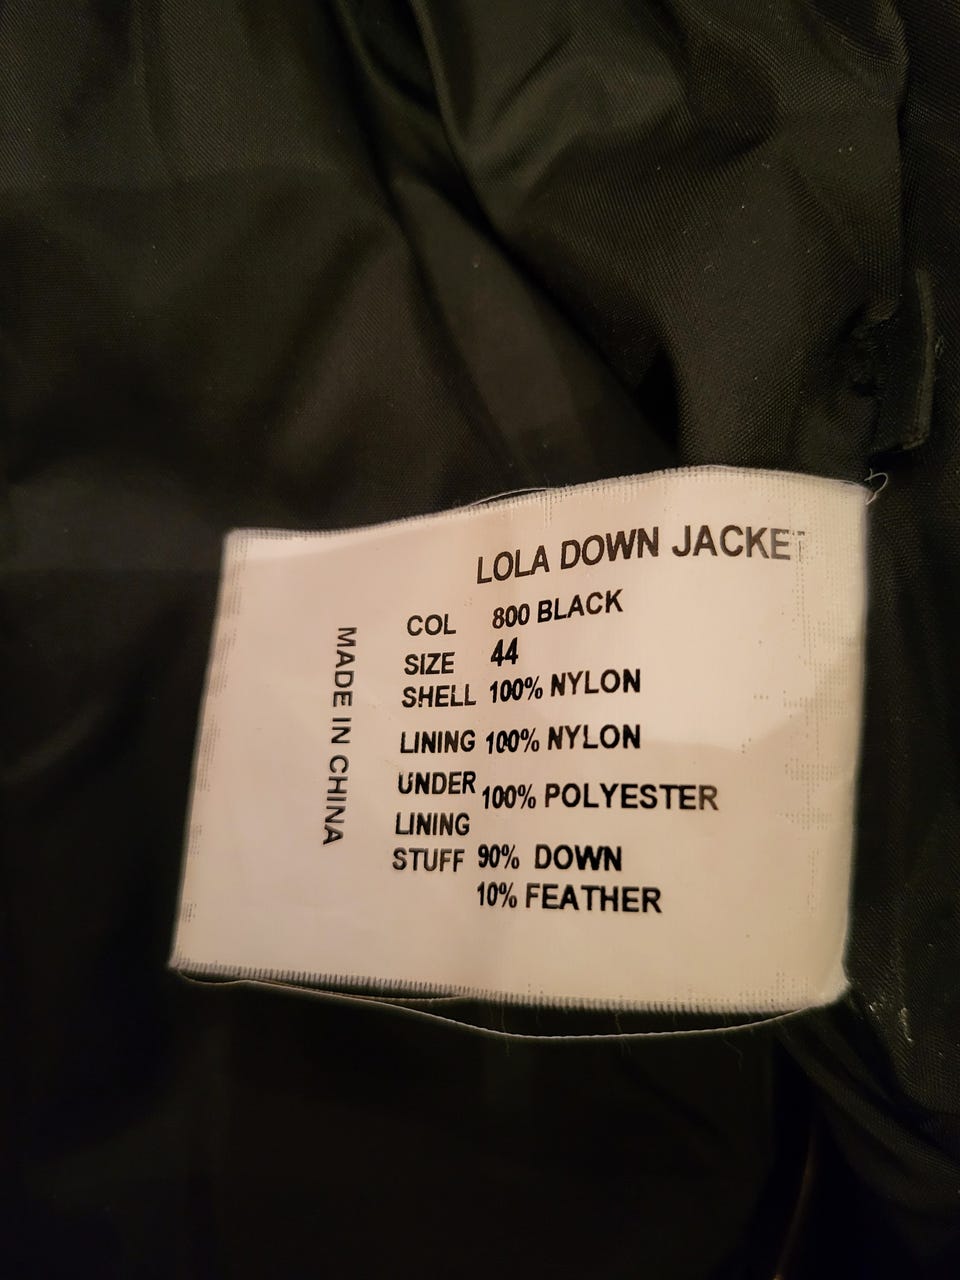 LOLA DOWN JACKET
COL 800 BLACK
SIZE 44
SHELL 100% NYLON
LINING 100% NYLON
UNDER LINING 100% POLYESTER
STUFF 90% DOWN
10% FEATHER
MADE IN CHINA